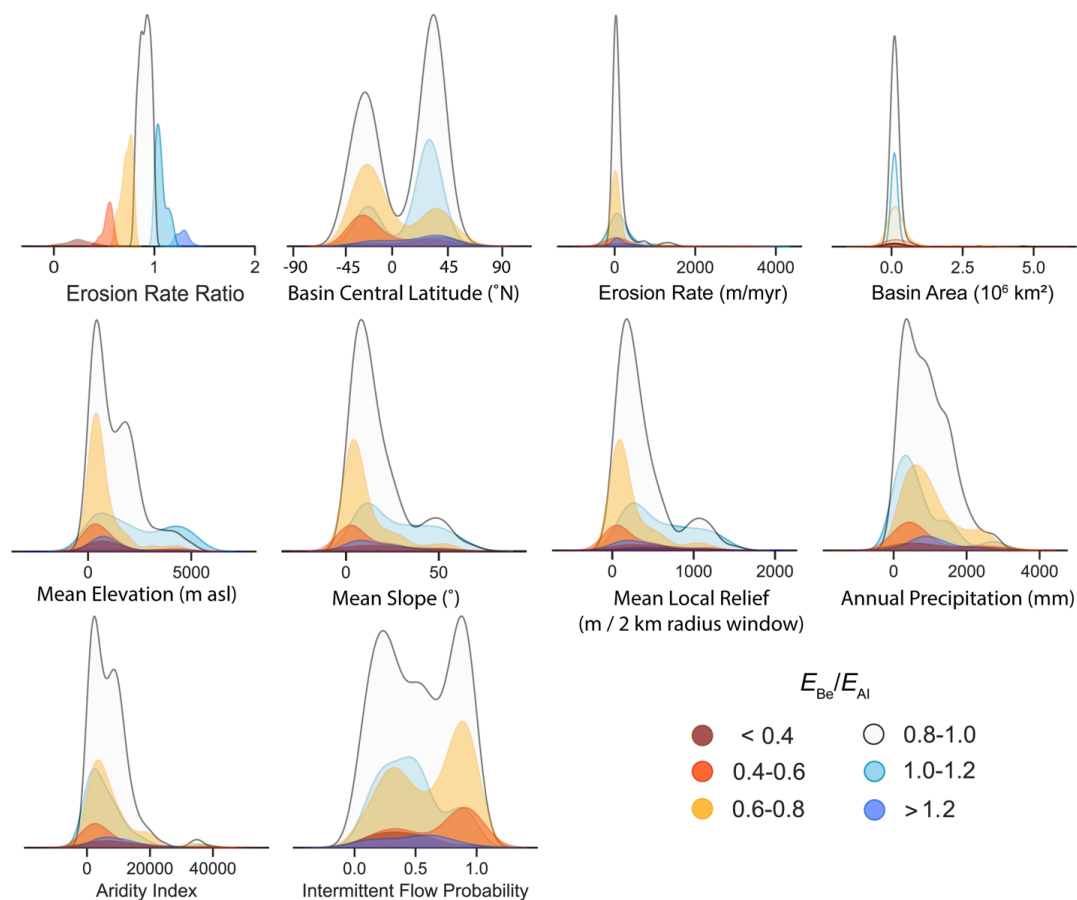 0 1 2
Erosion Rate Ratio
-90 -45 0 45 90
Basin Central Latitude (˚N)
0 2000 4000
Erosion Rate (m/myr)
0.0 2.5 5.0
Basin Area (10⁶ km²)
0 5000
Mean Elevation (m asl)
0 50
Mean Slope (˚)
0 1000 2000
Mean Local Relief
(m / 2 km radius window)
0 2000 4000
Annual Precipitation (mm)
0 20000 40000
Aridity Index
0.0 0.5 1.0
Intermittent Flow Probability
E_Be/E_Al
< 0.4
0.4-0.6
0.6-0.8
0.8-1.0
1.0-1.2
>1.2